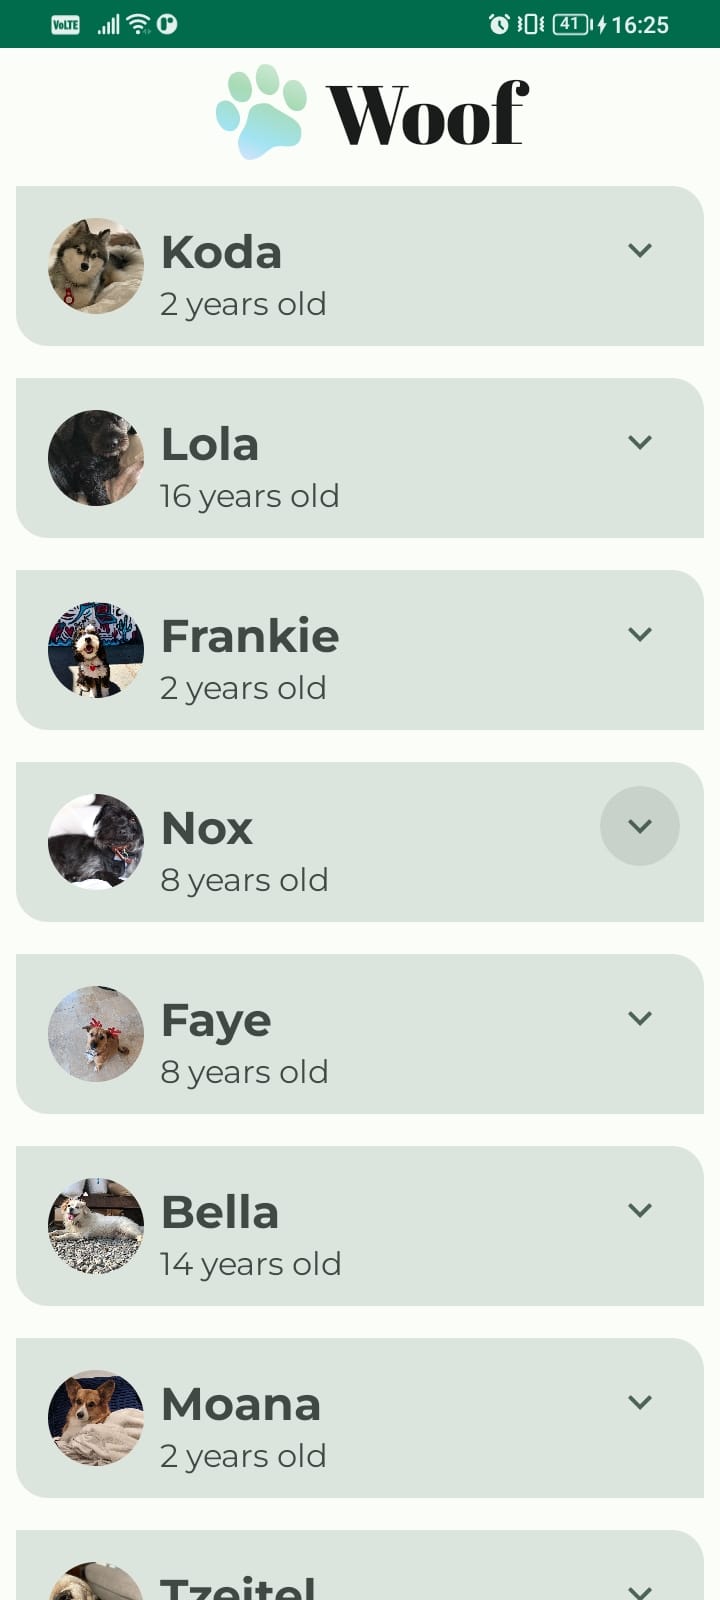 VoLTE 41 16:25
Woof
Koda
2 years old
Lola
16 years old
Frankie
2 years old
Nox
8 years old
Faye
8 years old
Bella
14 years old
Moana
2 years old
Tzeitel